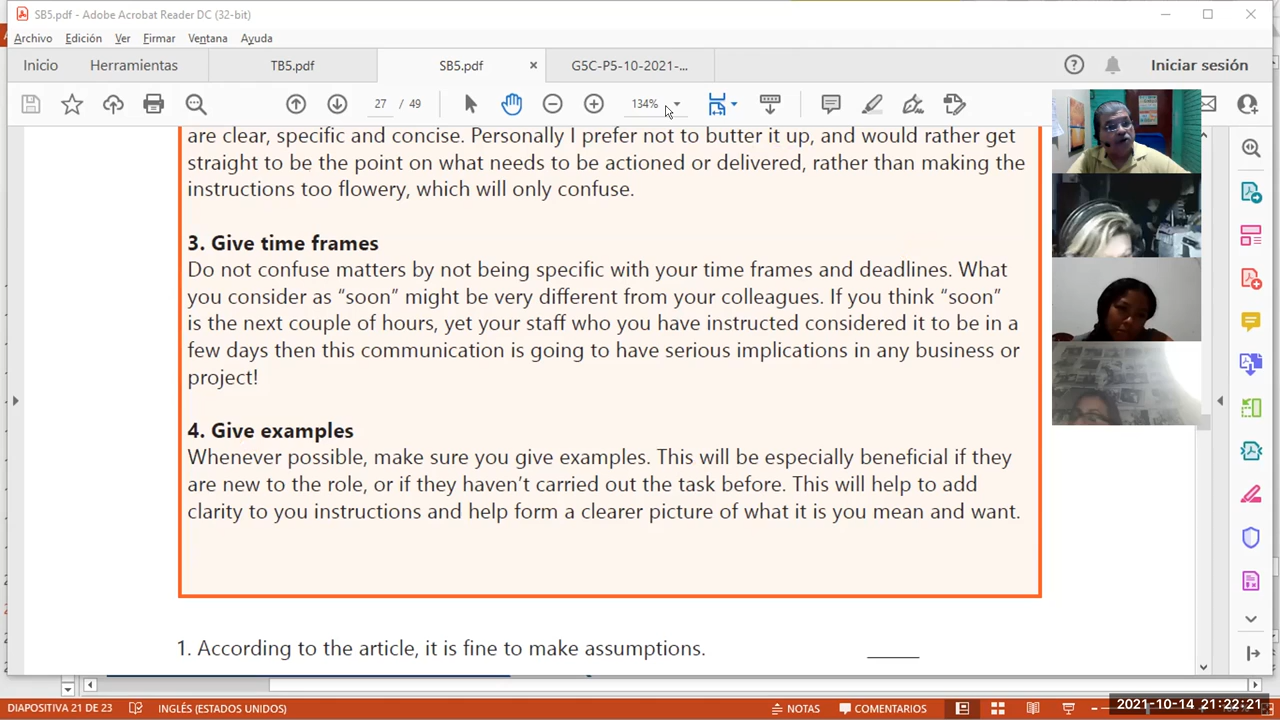 SB5.pdf - Adobe Acrobat Reader DC (32-bit)
Archivo Edición Ver Firmar Ventana Ayuda
Inicio Herramientas TB5.pdf SB5.pdf × G5C-P5-10-2021-... Iniciar sesión
27 / 49 134%
are clear, specific and concise. Personally I prefer not to butter it up, and would rather get
straight to be the point on what needs to be actioned or delivered, rather than making the
instructions too flowery, which will only confuse.
3. Give time frames
Do not confuse matters by not being specific with your time frames and deadlines. What
you consider as “soon” might be very different from your colleagues. If you think “soon”
is the next couple of hours, yet your staff who you have instructed considered it to be in a
few days then this communication is going to have serious implications in any business or
project!
4. Give examples
Whenever possible, make sure you give examples. This will be especially beneficial if they
are new to the role, or if they haven’t carried out the task before. This will help to add
clarity to you instructions and help form a clearer picture of what it is you mean and want.
1. According to the article, it is fine to make assumptions. _____
DIAPOSITIVA 21 DE 23 INGLÉS (ESTADOS UNIDOS) NOTAS COMENTARIOS
2021-10-14 21:22:21